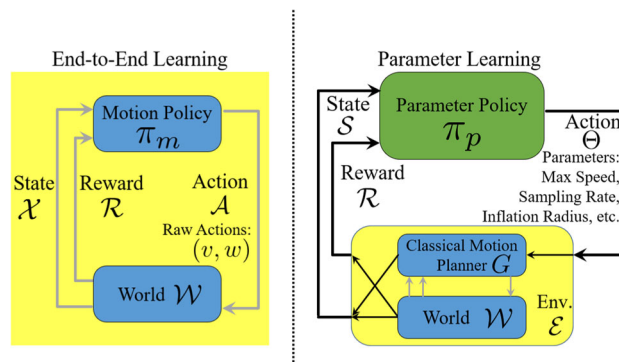 End-to-End Learning
Motion Policy
π_m
State
𝒳
Reward
ℛ
Action
𝒜
Raw Actions:
(v, w)
World 𝒲
Parameter Learning
State
𝒮
Parameter Policy
π_p
Action
Θ
Parameters:
Max Speed,
Sampling Rate,
Inflation Radius, etc.
Reward
ℛ
Classical Motion
Planner G
World 𝒲
Env.
ℰ